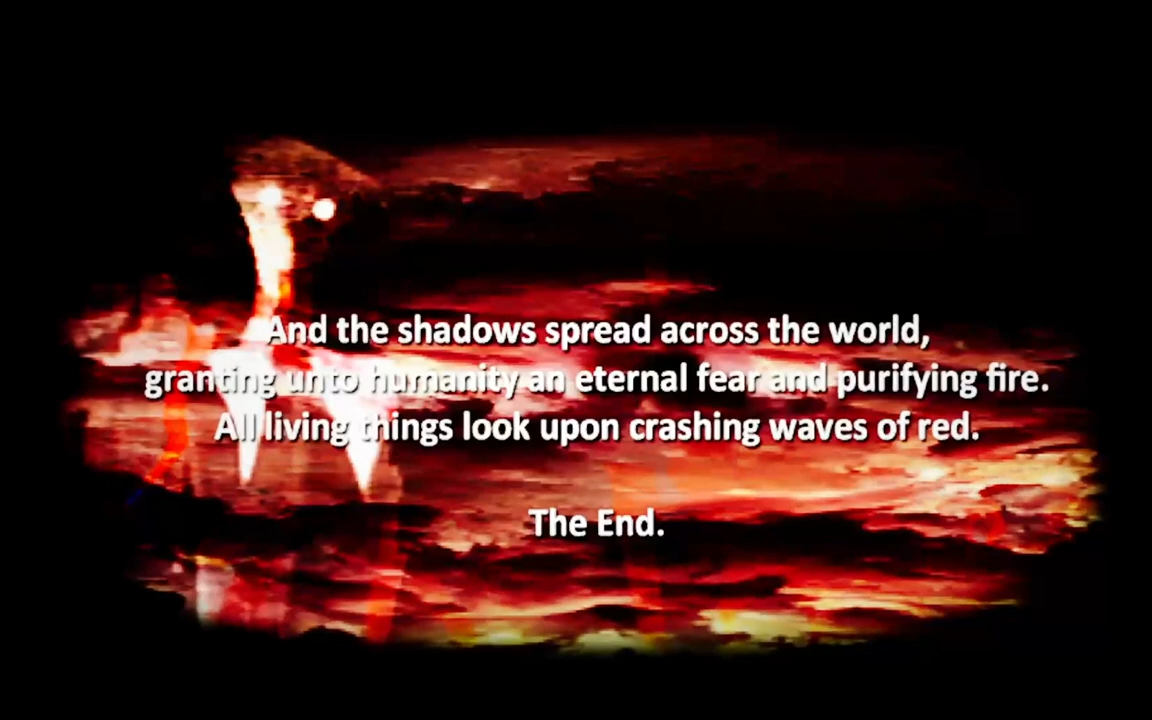 And the shadows spread across the world,
granting unto humanity an eternal fear and purifying fire.
All living things look upon crashing waves of red.
The End.